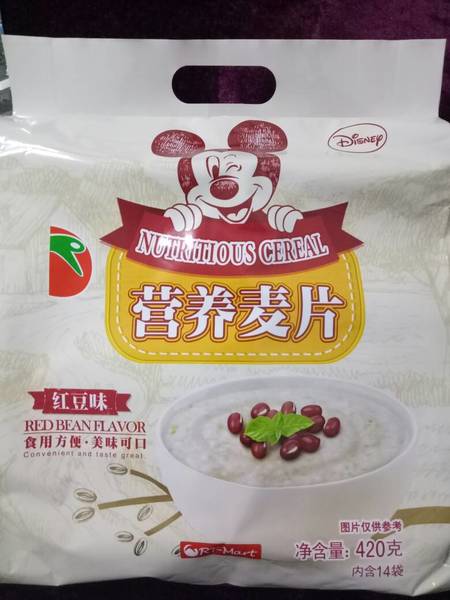 DISNEY
NUTRITIOUS CEREAL
营养麦片
红豆味
RED BEAN FLAVOR
食用方便·美味可口
Convenient and taste great.
图片仅供参考
净含量: 420克
内含14袋
RT-Mart